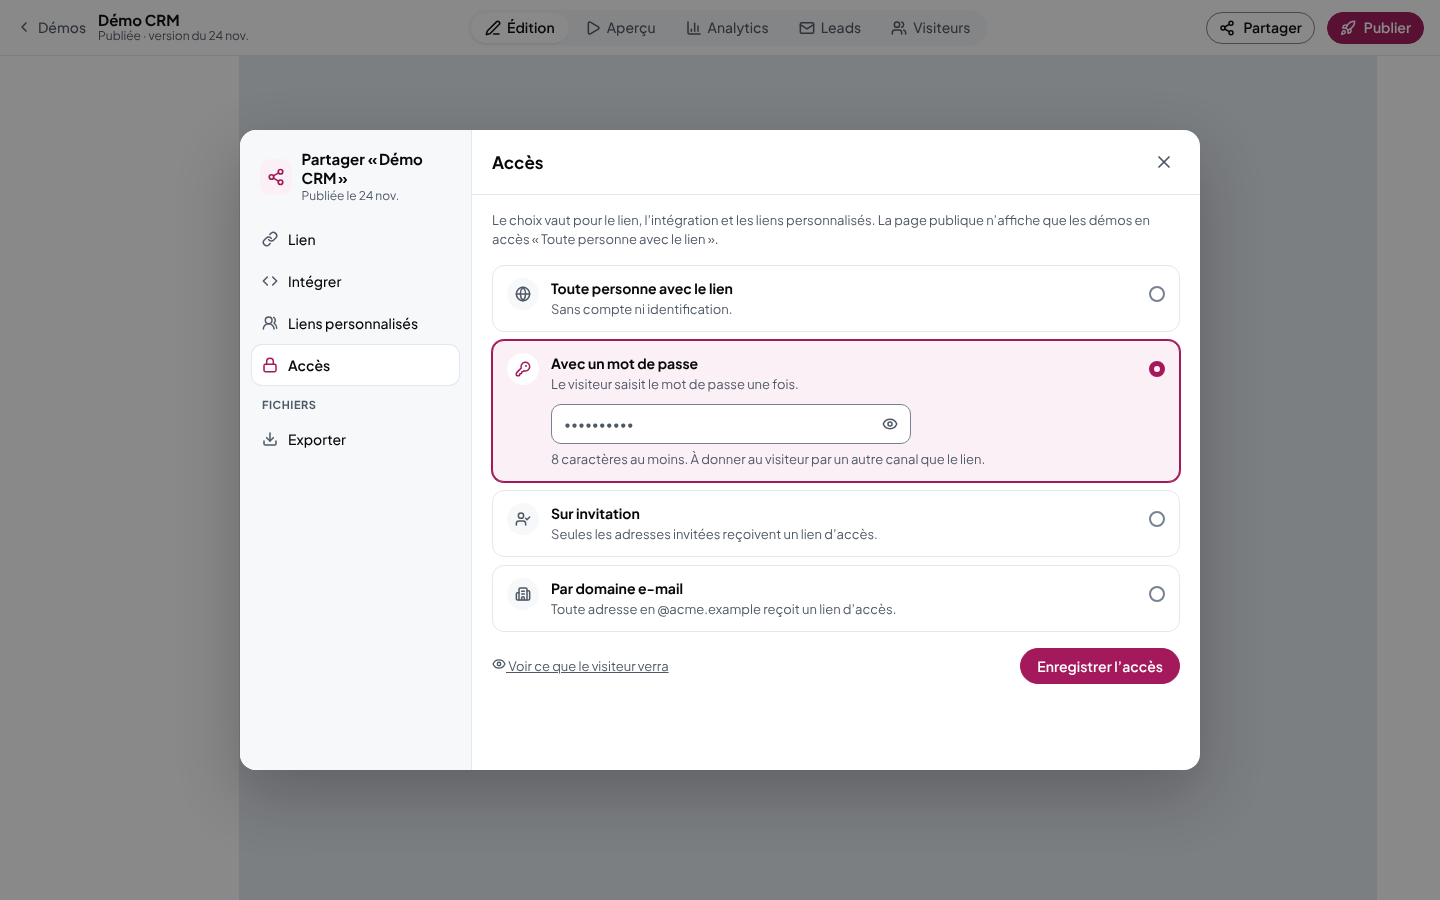 Démos
Démo CRM
Publiée · version du 24 nov.
Édition
Aperçu
Analytics
Leads
Visiteurs
Partager
Publier
Partager « Démo
CRM »
Publiée le 24 nov.
Lien
Intégrer
Liens personnalisés
Accès
FICHIERS
Exporter
Accès
Le choix vaut pour le lien, l’intégration et les liens personnalisés. La page publique n’affiche que les démos en
accès « Toute personne avec le lien ».
Toute personne avec le lien
Sans compte ni identification.
Avec un mot de passe
Le visiteur saisit le mot de passe une fois.
••••••••••
8 caractères au moins. À donner au visiteur par un autre canal que le lien.
Sur invitation
Seules les adresses invitées reçoivent un lien d’accès.
Par domaine e-mail
Toute adresse en @acme.example reçoit un lien d’accès.
Voir ce que le visiteur verra
Enregistrer l’accès